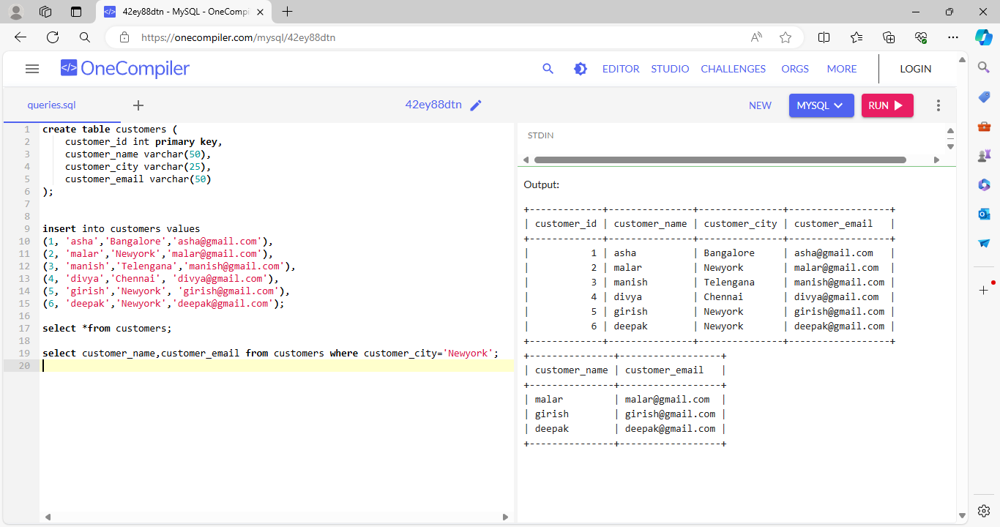 42ey88dtn - MySQL - OneCompi
https://onecompiler.com/mysql/42ey88dtn
</> OneCompiler
EDITOR STUDIO CHALLENGES ORGS MORE LOGIN
queries.sql
42ey88dtn
NEW MYSQL RUN
1 create table customers (
2     customer_id int primary key,
3     customer_name varchar(50),
4     customer_city varchar(25),
5     customer_email varchar(50)
6 );
7
8
9 insert into customers values
10 (1, 'asha','Bangalore','asha@gmail.com'),
11 (2, 'malar','Newyork','malar@gmail.com'),
12 (3, 'manish','Telengana','manish@gmail.com'),
13 (4, 'divya','Chennai', 'divya@gmail.com'),
14 (5, 'girish','Newyork', 'girish@gmail.com'),
15 (6, 'deepak','Newyork','deepak@gmail.com');
16
17 select *from customers;
18
19 select customer_name,customer_email from customers where customer_city='Newyork';
20
STDIN
Output:
+-------------+---------------+---------------+------------------+
| customer_id | customer_name | customer_city | customer_email   |
+-------------+---------------+---------------+------------------+
|           1 | asha          | Bangalore     | asha@gmail.com   |
|           2 | malar         | Newyork       | malar@gmail.com  |
|           3 | manish        | Telengana     | manish@gmail.com |
|           4 | divya         | Chennai       | divya@gmail.com  |
|           5 | girish        | Newyork       | girish@gmail.com |
|           6 | deepak        | Newyork       | deepak@gmail.com |
+-------------+---------------+---------------+------------------+
+---------------+------------------+
| customer_name | customer_email   |
+---------------+------------------+
| malar         | malar@gmail.com  |
| girish        | girish@gmail.com |
| deepak        | deepak@gmail.com |
+---------------+------------------+